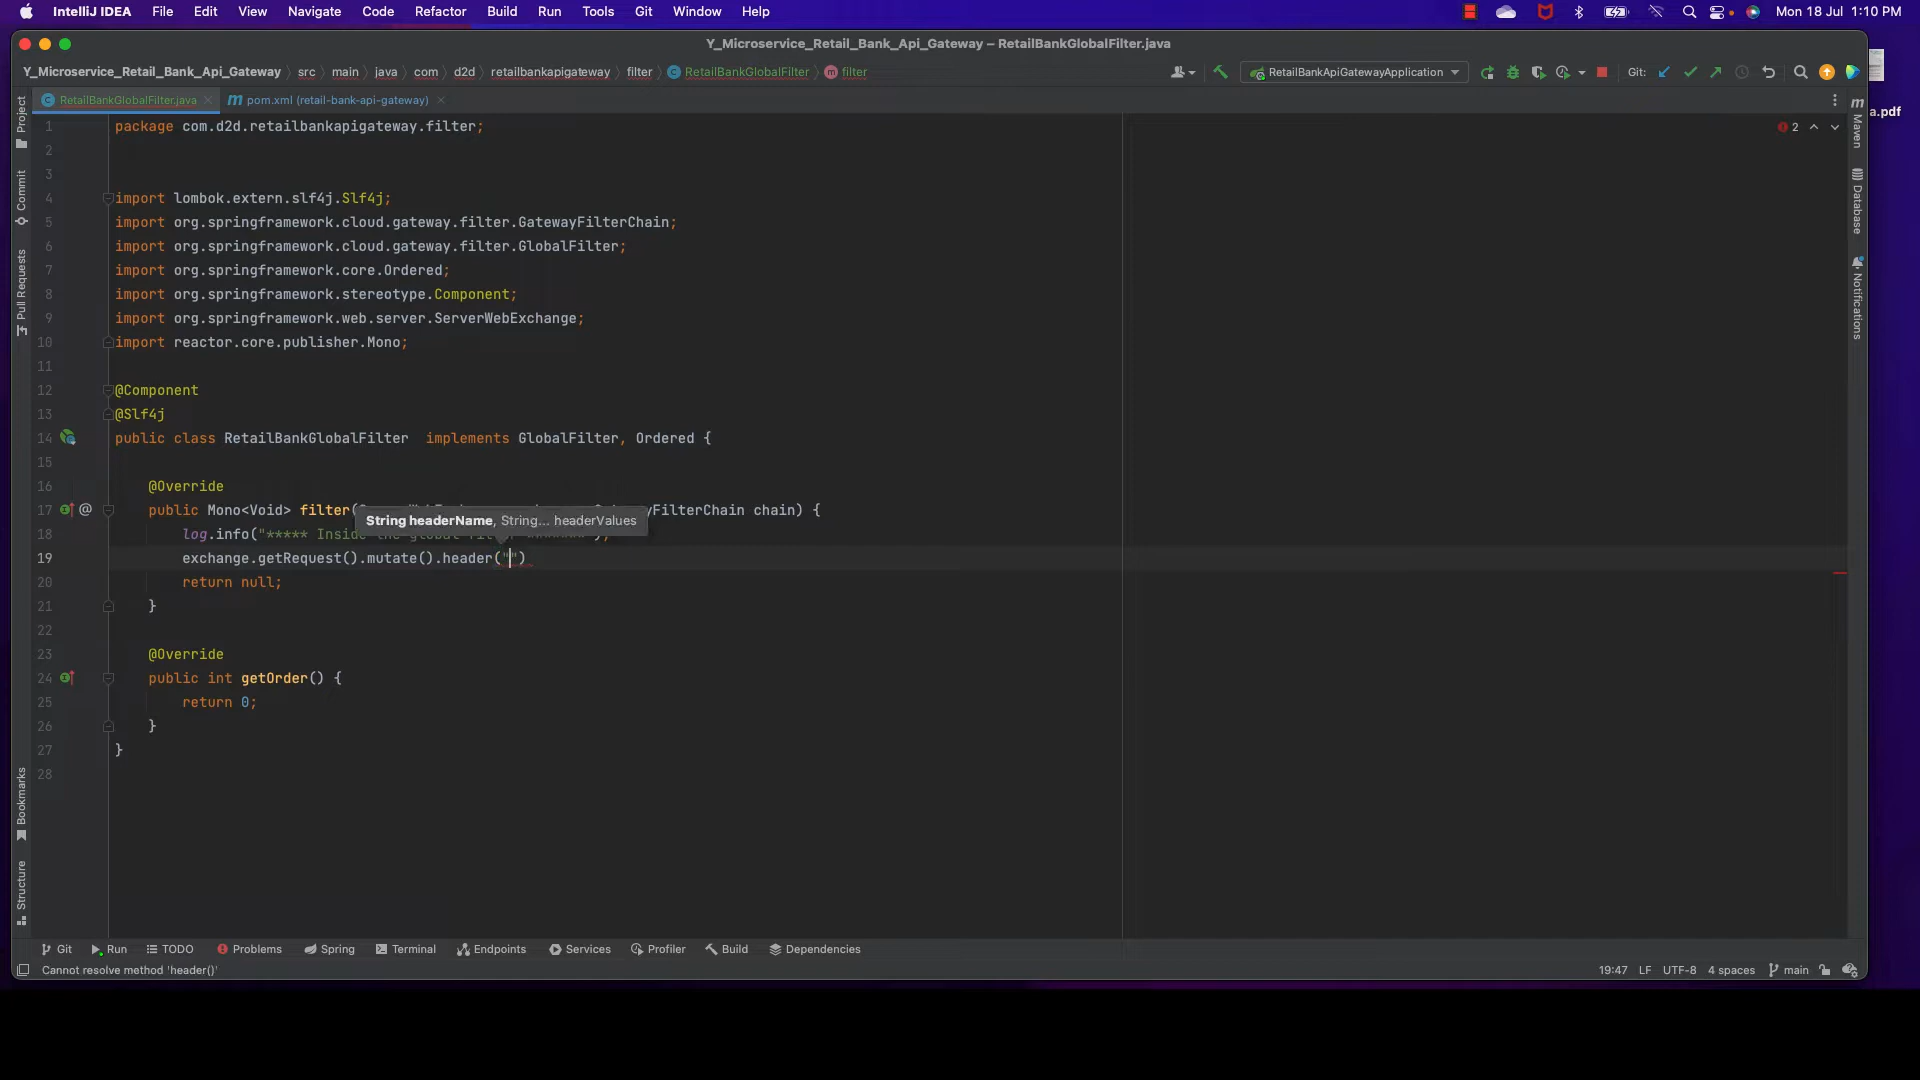 IntelliJ IDEA File Edit View Navigate Code Refactor Build Run Tools Git Window Help Mon 18 Jul 1:10 PM
Y_Microservice_Retail_Bank_Api_Gateway – RetailBankGlobalFilter.java
Y_Microservice_Retail_Bank_Api_Gateway src main java com d2d retailbankapigateway filter RetailBankGlobalFilter filter RetailBankApiGatewayApplication Git:
RetailBankGlobalFilter.java pom.xml (retail-bank-api-gateway)
a.pdf
Project
Commit
Pull Requests
Bookmarks
Structure
Maven
Database
Notifications
2
1 package com.d2d.retailbankapigateway.filter;
2
3
4 import lombok.extern.slf4j.Slf4j;
5 import org.springframework.cloud.gateway.filter.GatewayFilterChain;
6 import org.springframework.cloud.gateway.filter.GlobalFilter;
7 import org.springframework.core.Ordered;
8 import org.springframework.stereotype.Component;
9 import org.springframework.web.server.ServerWebExchange;
10 import reactor.core.publisher.Mono;
11
12 @Component
13 @Slf4j
14 public class RetailBankGlobalFilter implements GlobalFilter, Ordered {
15
16 @Override
17 public Mono<Void> filter( yFilterChain chain) {
String headerName, String... headerValues
18 log.info("***** Inside
19 exchange.getRequest().mutate().header("")
20 return null;
21 }
22
23 @Override
24 public int getOrder() {
25 return 0;
26 }
27 }
28
Git Run TODO Problems Spring Terminal Endpoints Services Profiler Build Dependencies
Cannot resolve method 'header()' 19:47 LF UTF-8 4 spaces main